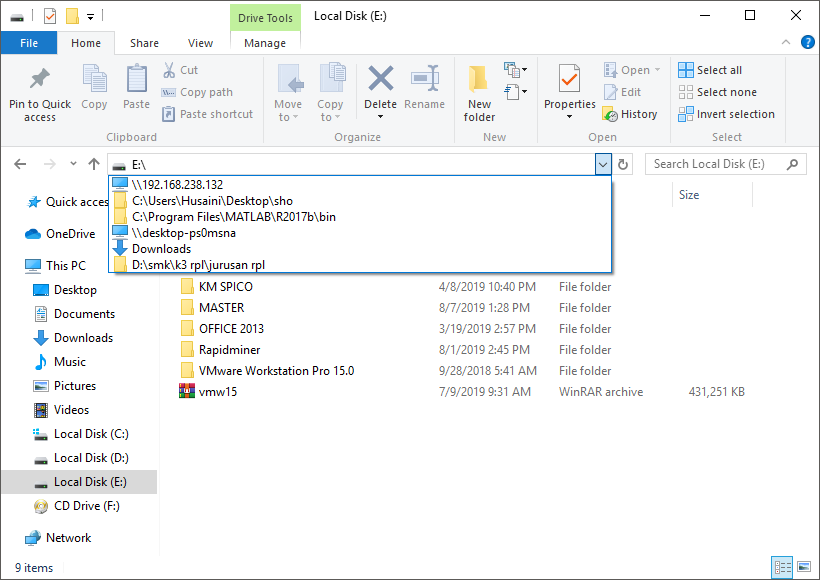 Drive Tools
Local Disk (E:)
File
Home
Share
View
Manage
Pin to Quick access
Copy
Paste
Cut
Copy path
Paste shortcut
Clipboard
Move to
Copy to
Delete
Rename
Organize
New folder
New
Properties
Open
Edit
History
Open
Select all
Select none
Invert selection
Select
E:\
Search Local Disk (E:)
\\192.168.238.132
C:\Users\Husaini\Desktop\sho
C:\Program Files\MATLAB\R2017b\bin
\\desktop-ps0msna
Downloads
D:\smk\k3 rpl\jurusan rpl
Size
Quick acces
OneDrive
This PC
Desktop
Documents
Downloads
Music
Pictures
Videos
Local Disk (C:)
Local Disk (D:)
Local Disk (E:)
CD Drive (F:)
Network
KM SPICO 4/8/2019 10:40 PM File folder
MASTER 8/7/2019 1:28 PM File folder
OFFICE 2013 3/19/2019 2:57 PM File folder
Rapidminer 8/1/2019 2:45 PM File folder
VMware Workstation Pro 15.0 9/28/2018 5:41 AM File folder
vmw15 7/9/2019 9:31 AM WinRAR archive 431,251 KB
9 items